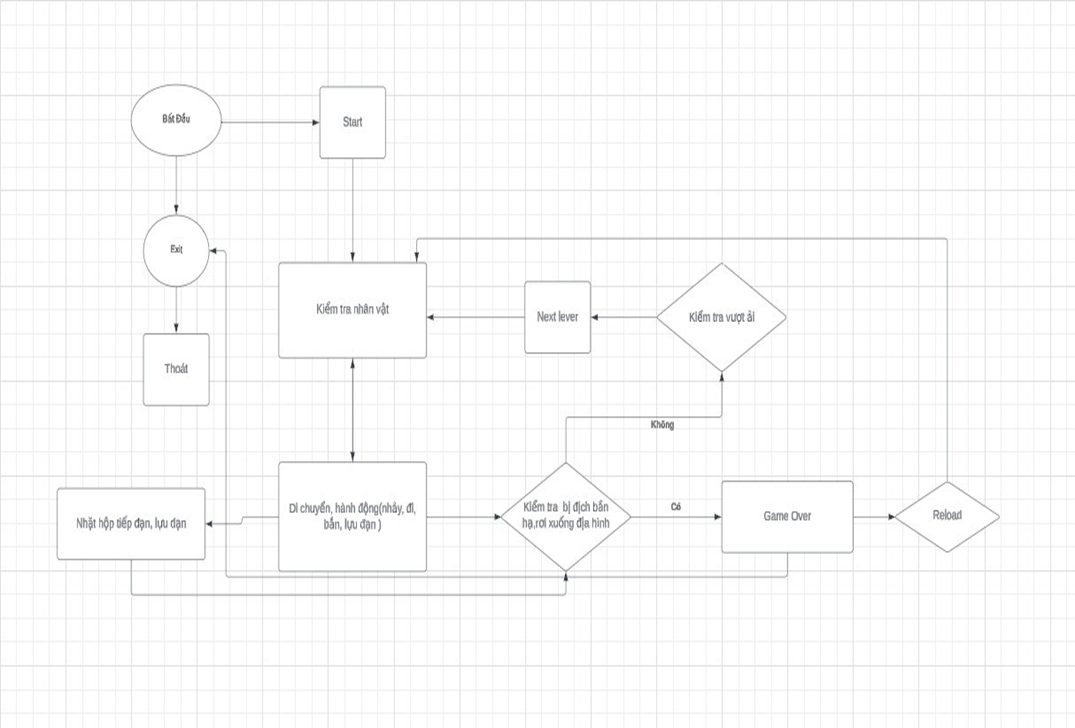 Bắt Đầu
Start
Exit
Kiểm tra nhân vật
Next lever
Kiểm tra vượt ải
Thoát
Không
Nhặt hộp tiếp đạn, lựu dạn
Di chuyển, hành động(nhảy, đi,
bắn, lựu đạn )
Kiểm tra bị địch bắn
hạ,rơi xuống địa hình
Có
Game Over
Reload